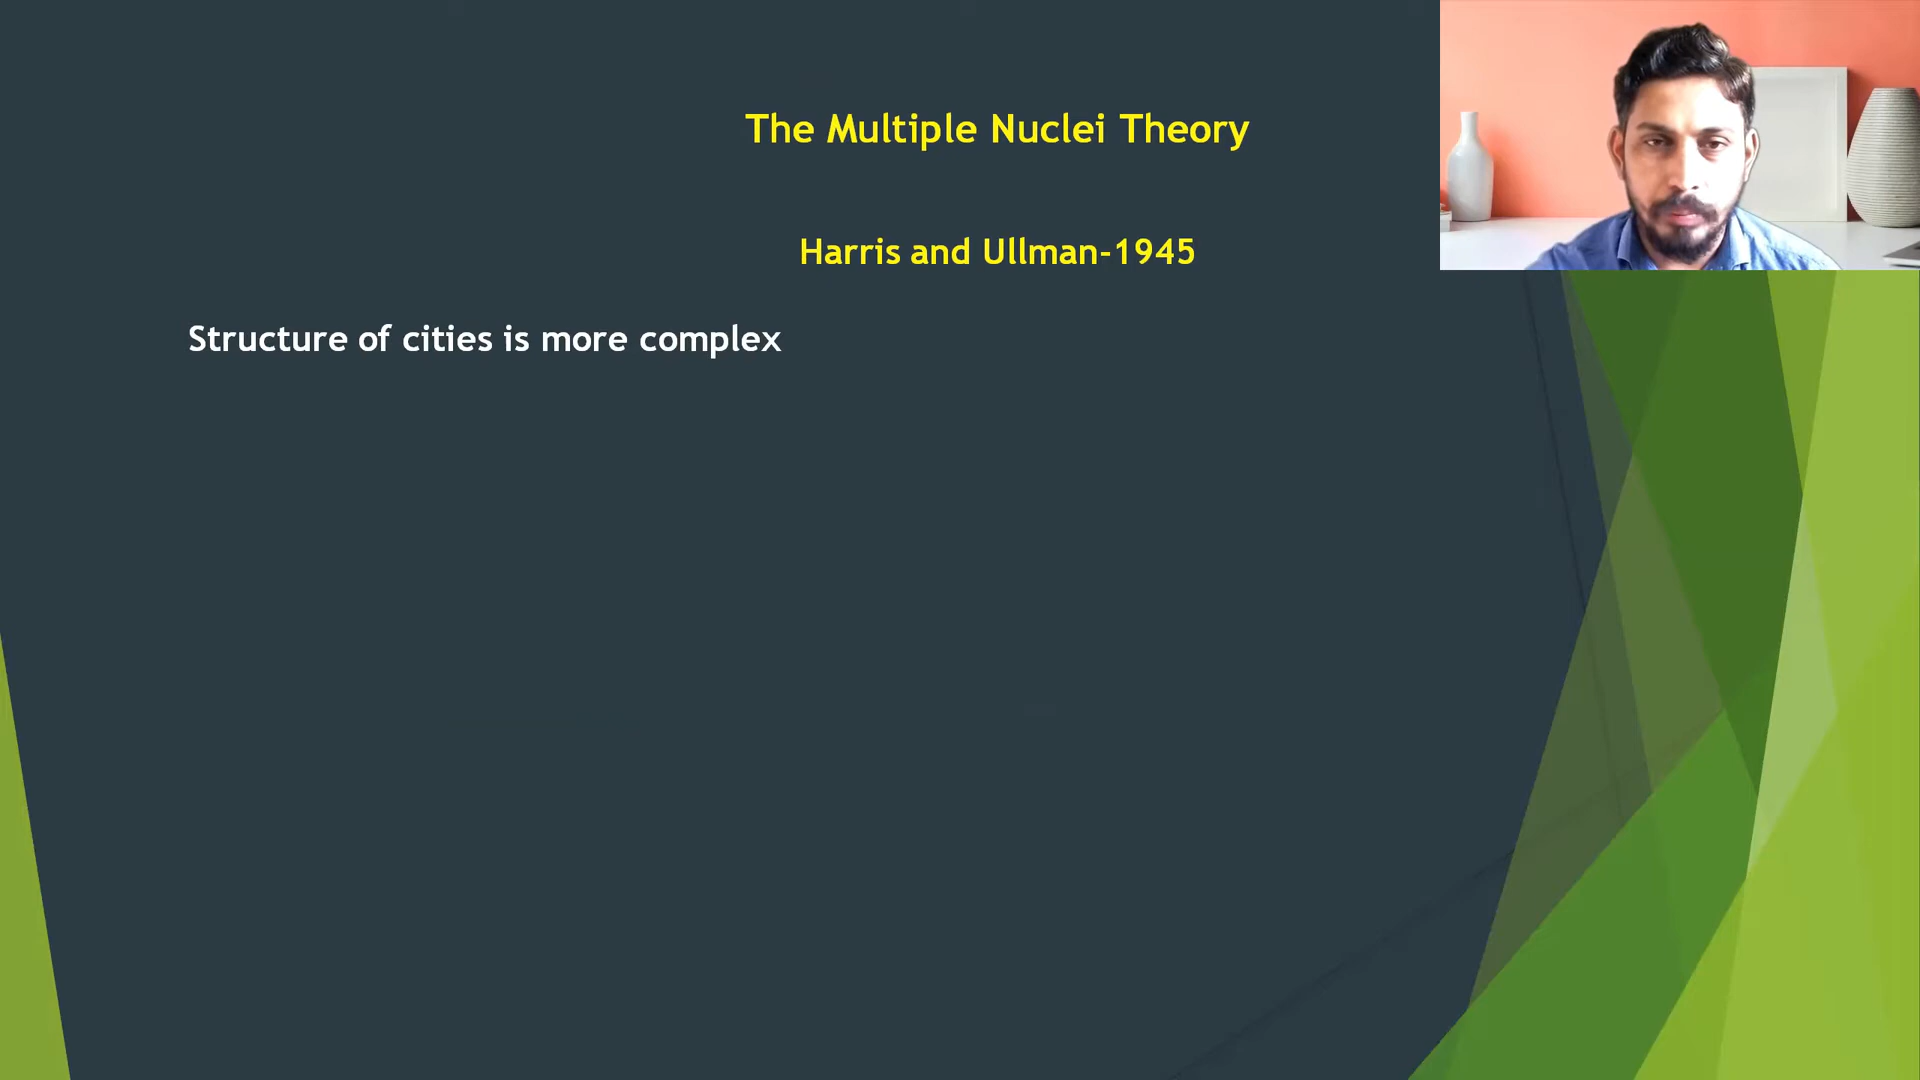 The Multiple Nuclei Theory
Harris and Ullman-1945
Structure of cities is more complex